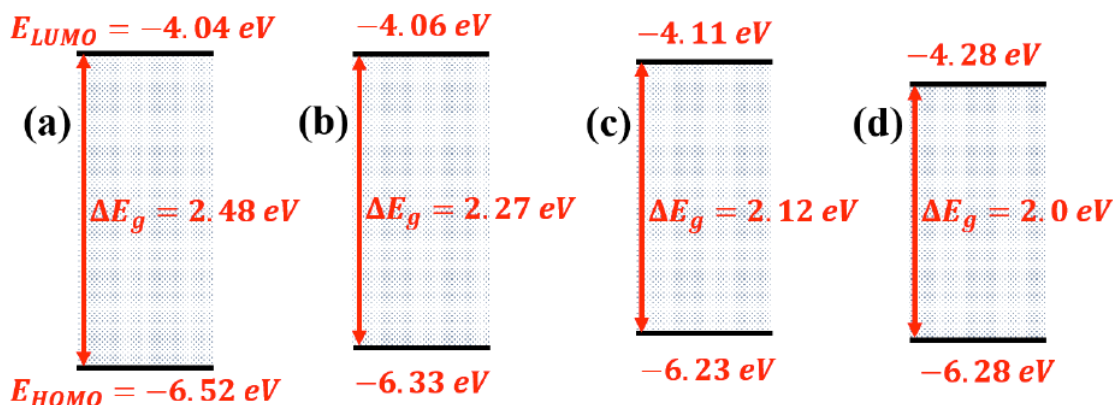 E_LUMO = −4.04 eV
(a)
ΔE_g = 2.48 eV
E_HOMO = −6.52 eV
−4.06 eV
(b)
ΔE_g = 2.27 eV
−6.33 eV
−4.11 eV
(c)
ΔE_g = 2.12 eV
−6.23 eV
−4.28 eV
(d)
ΔE_g = 2.0 eV
−6.28 eV